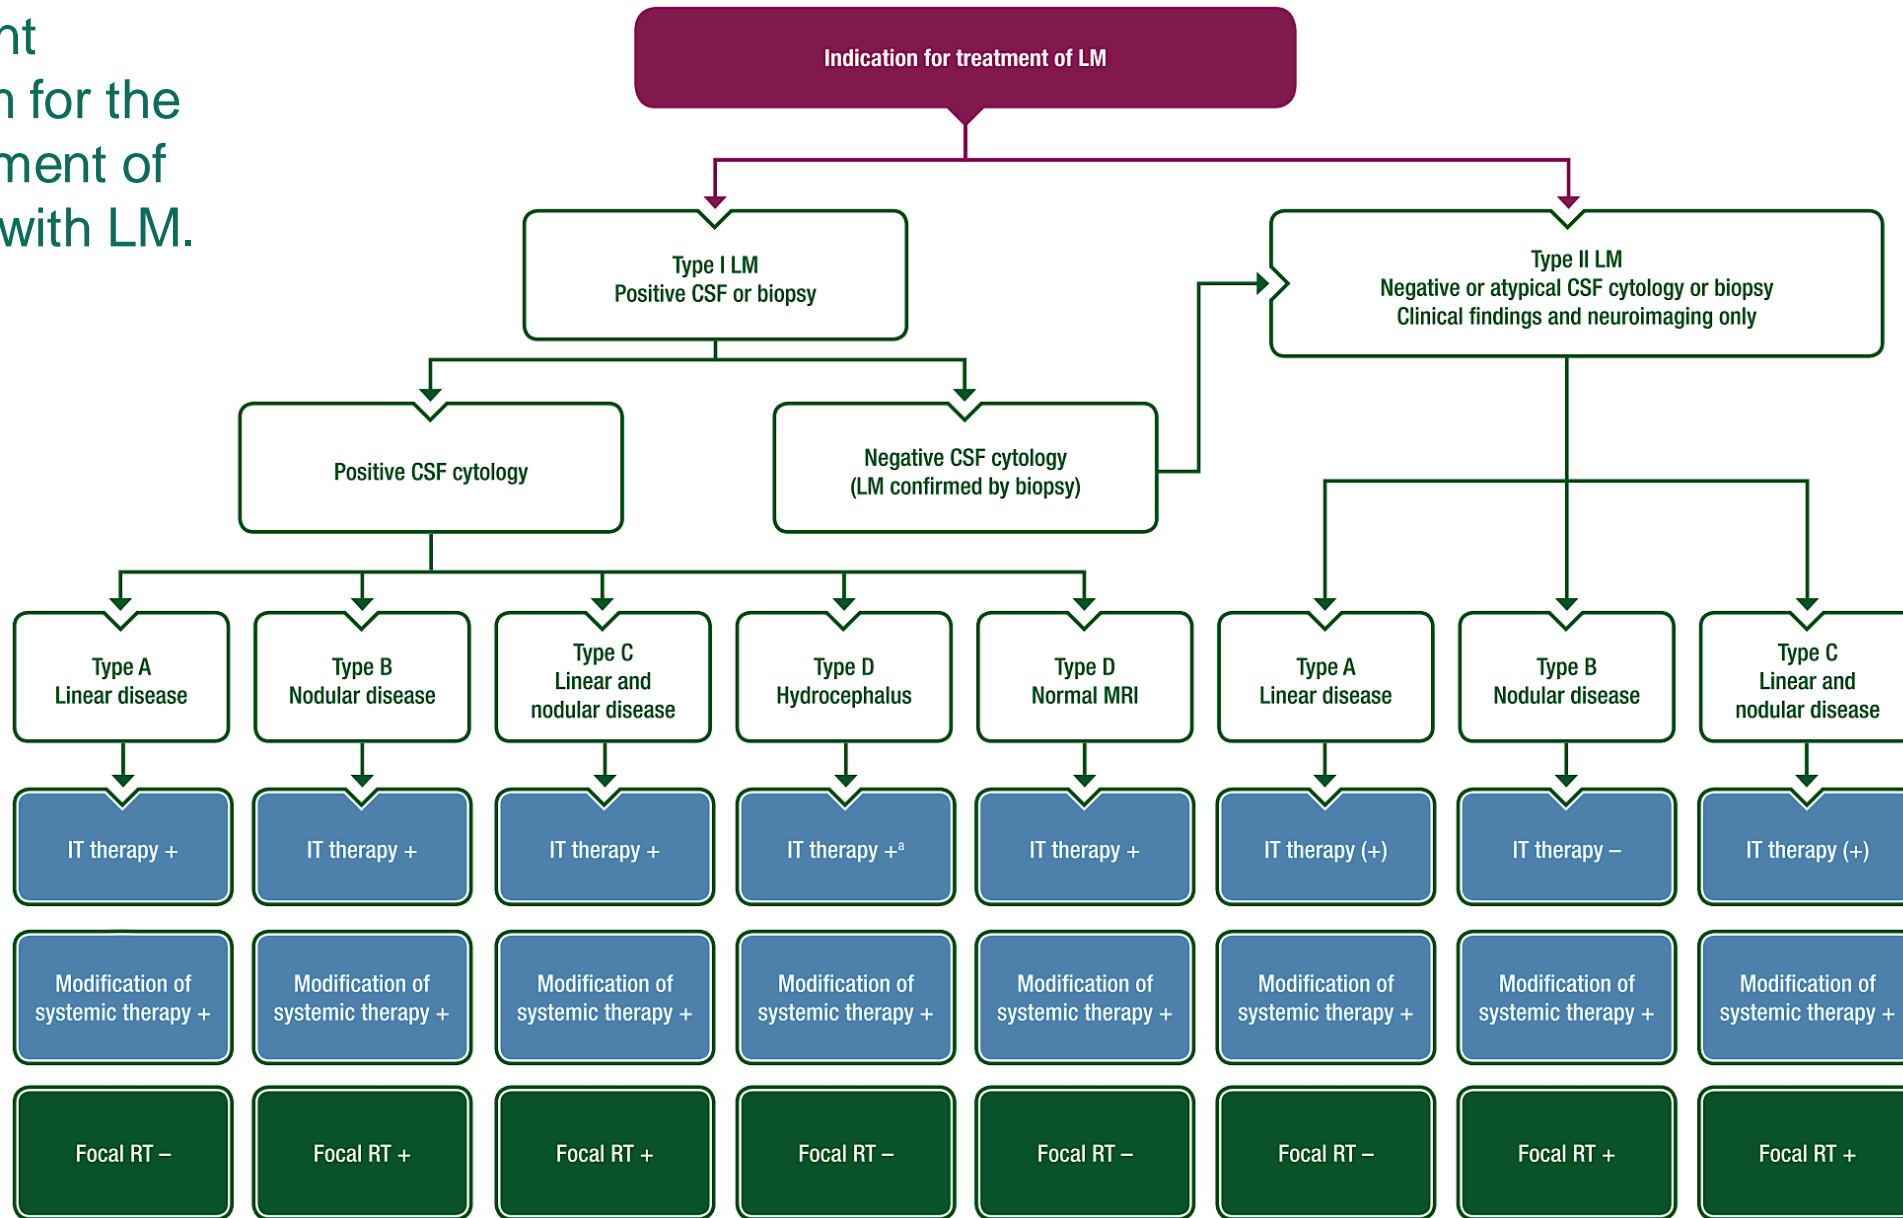 nt
n for the
ment of
with LM.
Indication for treatment of LM
Type I LM
Positive CSF or biopsy
Type II LM
Negative or atypical CSF cytology or biopsy
Clinical findings and neuroimaging only
Positive CSF cytology
Negative CSF cytology
(LM confirmed by biopsy)
Type A
Linear disease
Type B
Nodular disease
Type C
Linear and
nodular disease
Type D
Hydrocephalus
Type D
Normal MRI
Type A
Linear disease
Type B
Nodular disease
Type C
Linear and
nodular disease
IT therapy +
IT therapy +
IT therapy +
IT therapy +ᵃ
IT therapy +
IT therapy (+)
IT therapy –
IT therapy (+)
Modification of
systemic therapy +
Modification of
systemic therapy +
Modification of
systemic therapy +
Modification of
systemic therapy +
Modification of
systemic therapy +
Modification of
systemic therapy +
Modification of
systemic therapy +
Modification of
systemic therapy +
Focal RT –
Focal RT +
Focal RT +
Focal RT –
Focal RT –
Focal RT –
Focal RT +
Focal RT +